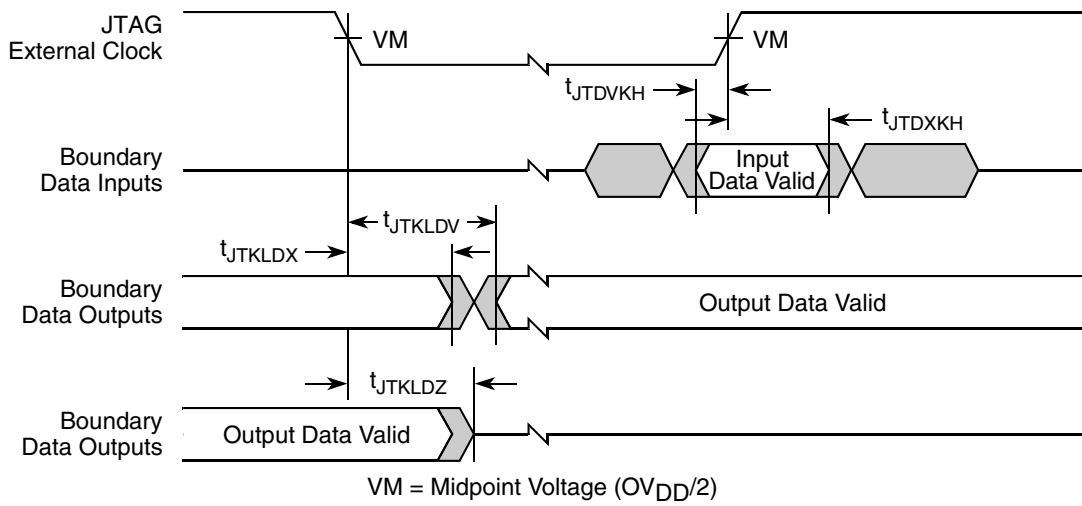 JTAG
External Clock
VM
VM
tJTDVKH
tJTDXKH
Boundary
Data Inputs
Input
Data Valid
tJTKLDV
tJTKLDX
Boundary
Data Outputs
Output Data Valid
tJTKLDZ
Boundary
Data Outputs
Output Data Valid
VM = Midpoint Voltage (OVDD/2)